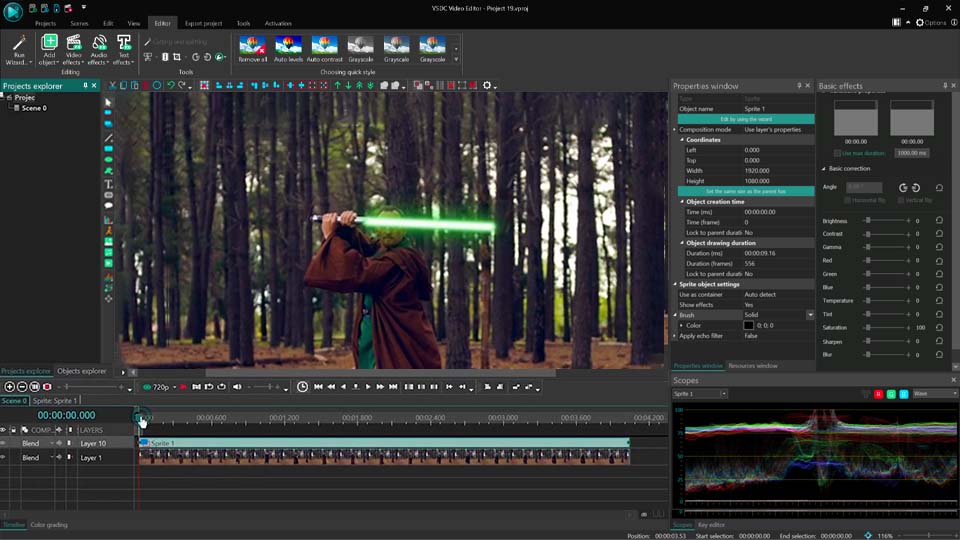 VSDC Video Editor - Project 19.vproj
Projects Scenes Edit View Editor Export project Tools Activation
Options
Run Wizard...
Add object
Video effects
Audio effects
Text effects
Editing
Cutting and splitting
Tools
Remove all
Auto levels
Auto contrast
Grayscale
Grayscale
Grayscale
Choosing quick style
Projects explorer
Projec
Scene 0
Projects explorer Objects explorer
Properties window
Type Sprite
Object name Sprite 1
Edit by using the wizard
Composition mode Use layer's properties
Coordinates
Left 0.000
Top 0.000
Width 1920.000
Height 1080.000
Set the same size as the parent has
Object creation time
Time (ms) 00:00:00.00
Time (frame) 0
Lock to parent durati No
Object drawing duration
Duration (ms) 00:00:09.16
Duration (frames) 556
Lock to parent durati No
Sprite object settings
Use as container Auto detect
Show effects Yes
Brush Solid
Color 0; 0; 0
Apply echo filter False
Properties window Resources window
Basic effects
00:00.00 00:00.00
Use max duration: 1000.00 ms
Basic correction
Angle
Horizontal flip Vertical flip
Brightness 0
Contrast 0
Gamma 0
Red 0
Green 0
Blue 0
Temperature 0
Tint 0
Saturation 100
Sharpen 0
Blur 0
720p
Scene 0 Sprite: Sprite 1
00:00:00.000
00:00.600 00:01.200 00:01.800 00:02.400 00:03.000 00:03.600 00:04.200
COMP... LAYERS
Blend Layer 10 Sprite 1
Blend Layer 1
Timeline Color grading
Scopes
Sprite 1 R G B Wave
100
75
50
25
0
Scopes Key editor
Position: 00:00:03.53 Start selection: 00:00:00.00 End selection: 00:00:00.00 116%